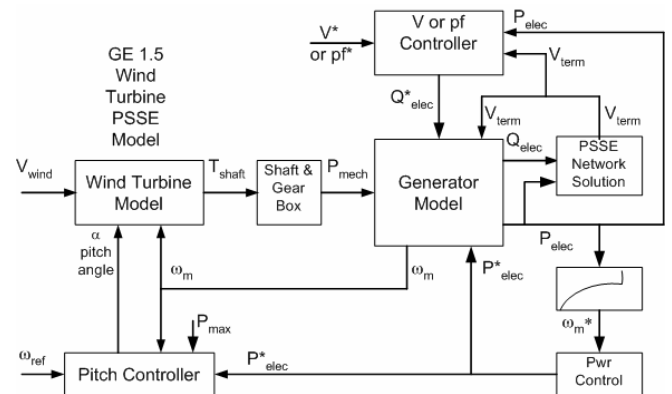 GE 1.5
Wind
Turbine
PSSE
Model
V*
or pf*
V or pf
Controller
P_elec
V_term
Q*_elec
V_term
V_term
Q_elec
V_wind
Wind Turbine
Model
T_shaft
Shaft &
Gear
Box
P_mech
Generator
Model
PSSE
Network
Solution
P_elec
α
pitch
angle
ω_m
ω_m
P*_elec
ω_m*
P_max
ω_ref
Pitch Controller
P*_elec
Pwr
Control